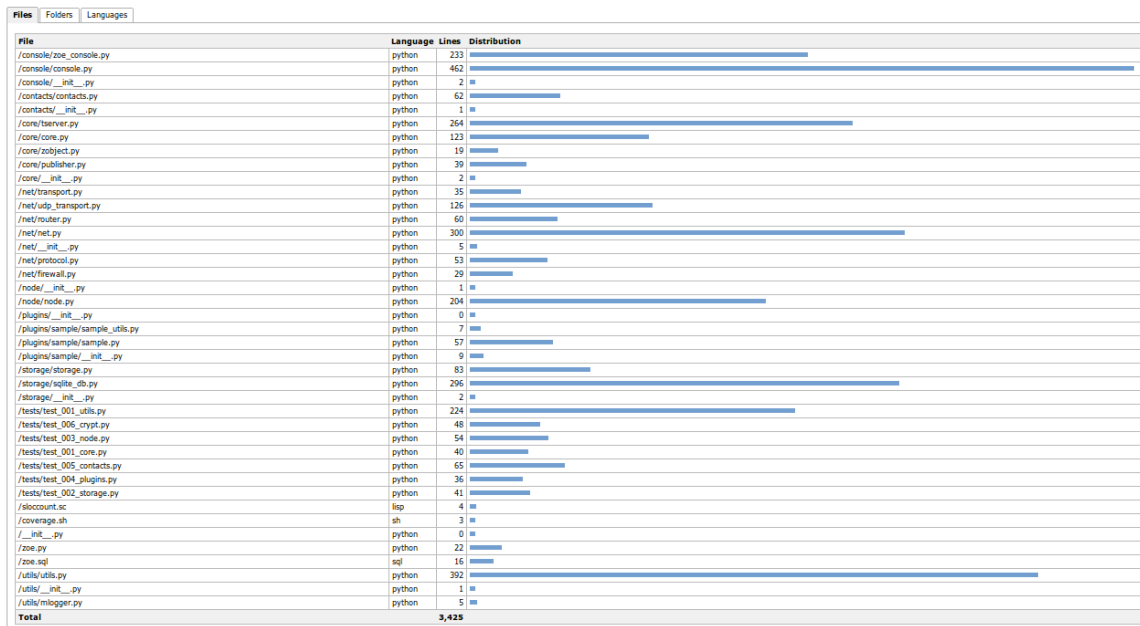 Files Folders Languages
File Language Lines Distribution
/console/zoe_console.py python 233
/console/console.py python 462
/console/__init__.py python 2
/contacts/contacts.py python 62
/contacts/__init__.py python 1
/core/tserver.py python 264
/core/core.py python 123
/core/zobject.py python 19
/core/publisher.py python 39
/core/__init__.py python 2
/net/transport.py python 35
/net/udp_transport.py python 126
/net/router.py python 60
/net/net.py python 300
/net/__init__.py python 5
/net/protocol.py python 53
/net/firewall.py python 29
/node/__init__.py python 1
/node/node.py python 204
/plugins/__init__.py python 0
/plugins/sample/sample_utils.py python 7
/plugins/sample/sample.py python 57
/plugins/sample/__init__.py python 9
/storage/storage.py python 83
/storage/sqlite_db.py python 296
/storage/__init__.py python 2
/tests/test_001_utils.py python 224
/tests/test_006_crypt.py python 48
/tests/test_003_node.py python 54
/tests/test_001_core.py python 40
/tests/test_005_contacts.py python 65
/tests/test_004_plugins.py python 36
/tests/test_002_storage.py python 41
/sloccount.sc lisp 4
/coverage.sh sh 3
/__init__.py python 0
/zoe.py python 22
/zoe.sql sql 16
/utils/utils.py python 392
/utils/__init__.py python 1
/utils/mlogger.py python 5
Total 3,425